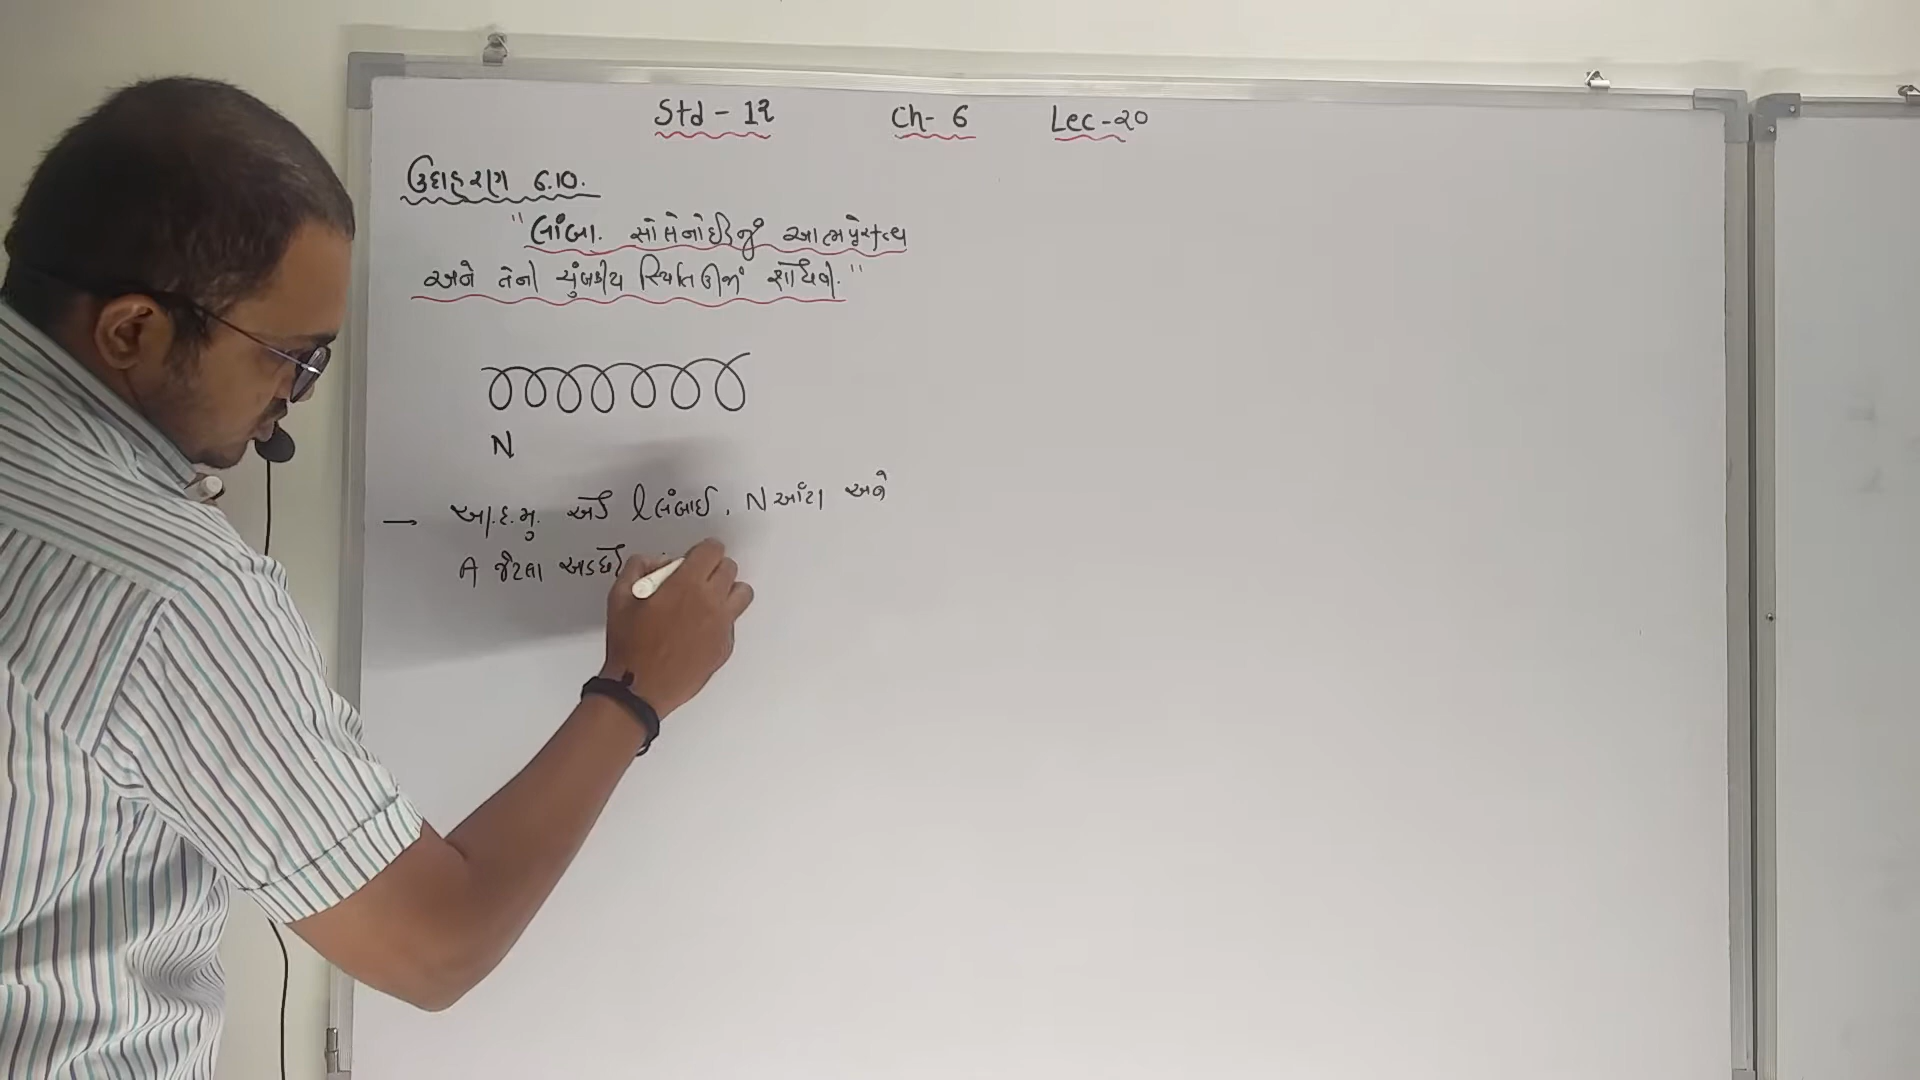 Std - 12 Ch- 6 Lec-20
ઉદાહરણ 6.10.
"લાંબા સોલેનોઈડનું આત્મપ્રેરકત્વ
અને તેની ચુંબકીય સ્થિતિઊર્જા શોધવી."
N
→ આ.દ.મુ. એક l લંબાઈ, N આંટા અને
A જેટલા આડછેદ